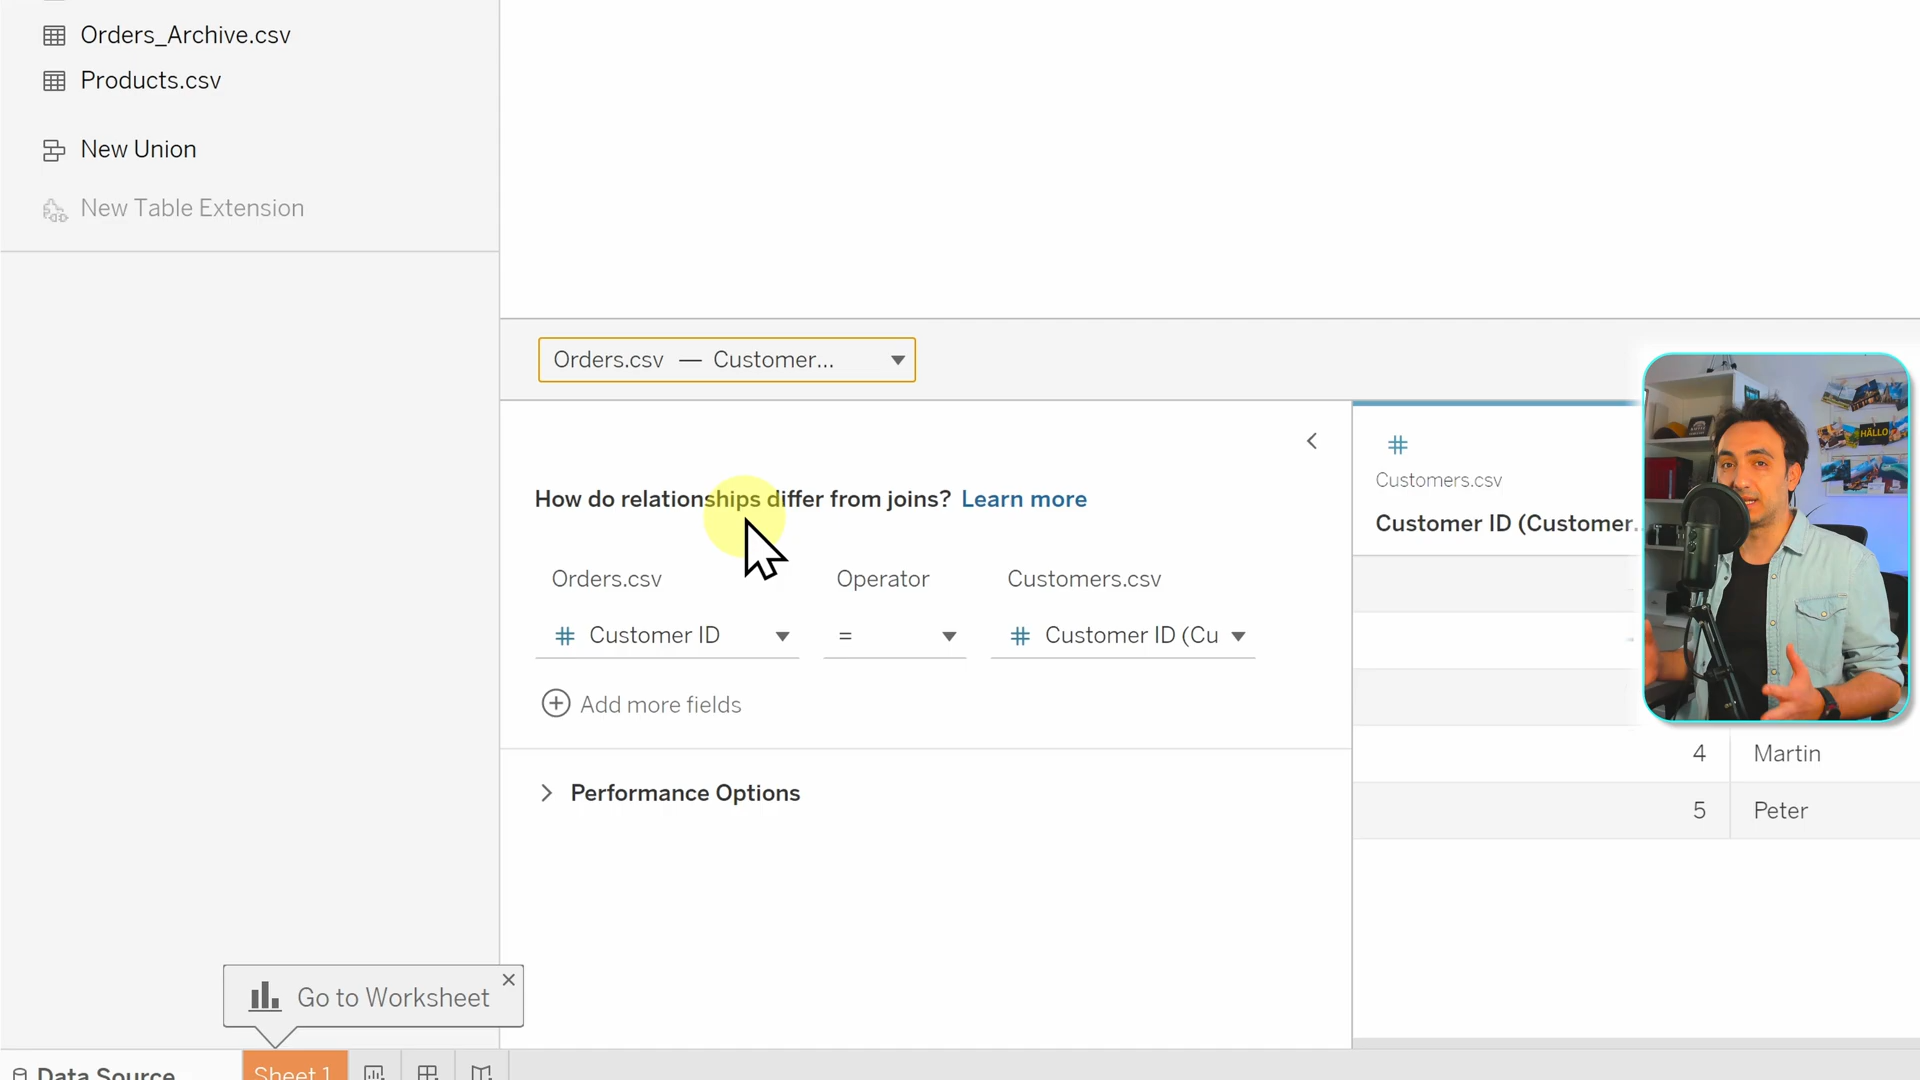 Orders_Archive.csv
Products.csv
New Union
New Table Extension
Orders.csv — Customer...
How do relationships differ from joins? Learn more
Orders.csv Operator Customers.csv
# Customer ID = # Customer ID (Cu
Add more fields
Performance Options
#
Customers.csv
Customer ID (Customer.
HÄLLO
4 Martin
5 Peter
Go to Worksheet
Data Source Sheet 1